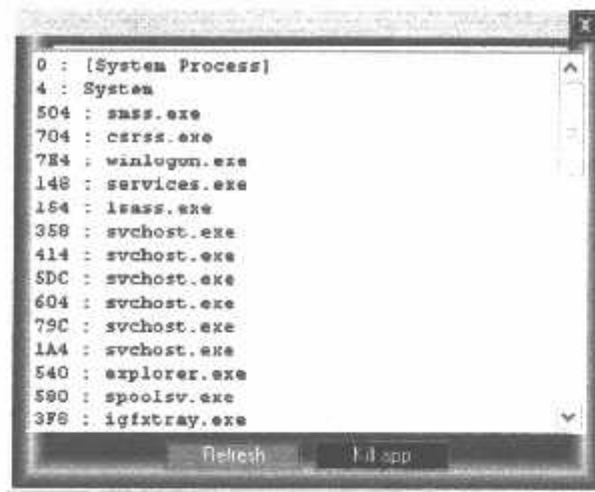 x
0 : [System Process]
4 : System
504 : smss.exe
704 : csrss.exe
7E4 : winlogon.exe
148 : services.exe
164 : lsass.exe
358 : svchost.exe
414 : svchost.exe
5DC : svchost.exe
604 : svchost.exe
79C : svchost.exe
1A4 : svchost.exe
540 : explorer.exe
580 : spoolsv.exe
3F8 : igfxtray.exe
Refresh Kill app